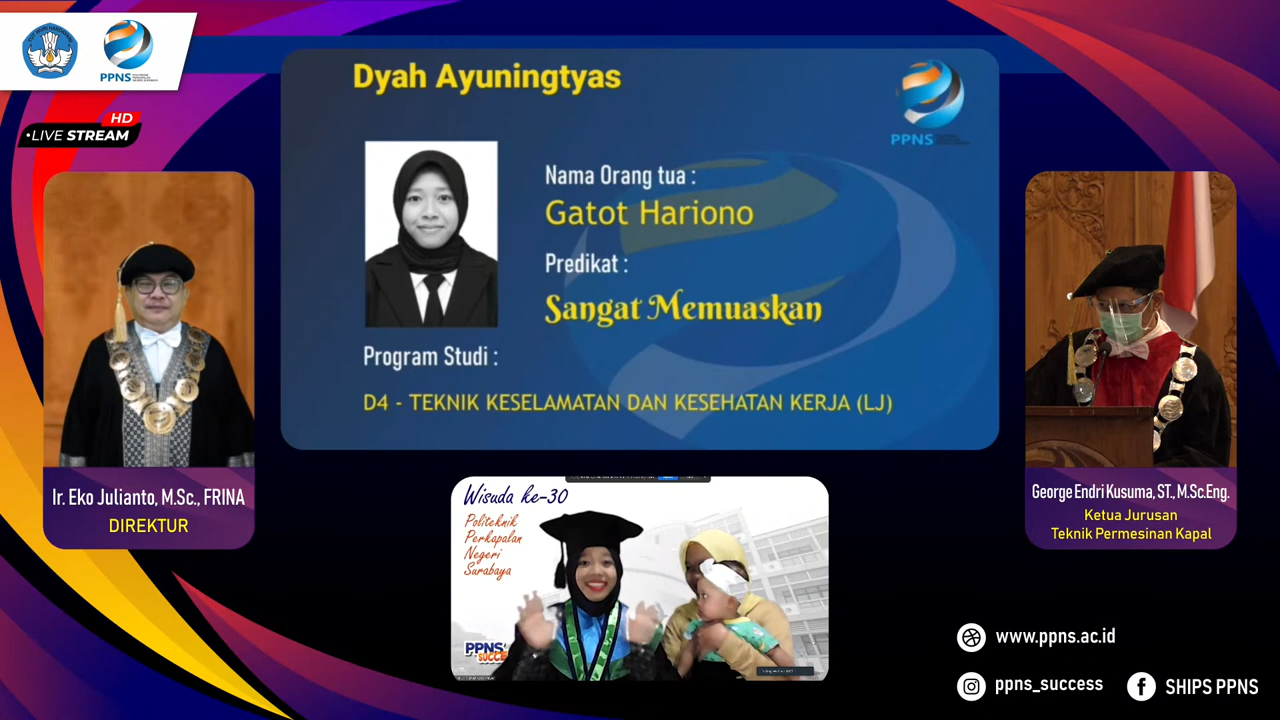 PPNS
HD
•LIVE STREAM
Dyah Ayuningtyas
PPNS
Nama Orang tua :
Gatot Hariono
Predikat :
Sangat Memuaskan
Program Studi :
D4 - TEKNIK KESELAMATAN DAN KESEHATAN KERJA (LJ)
Ir. Eko Julianto, M.Sc., FRINA
DIREKTUR
George Endri Kusuma, ST., M.Sc.Eng.
Ketua Jurusan
Teknik Permesinan Kapal
Wisuda ke-30
Politeknik
Perkapalan
Negeri
Surabaya
PPNS
SUCCESS
www.ppns.ac.id
ppns_success
SHIPS PPNS